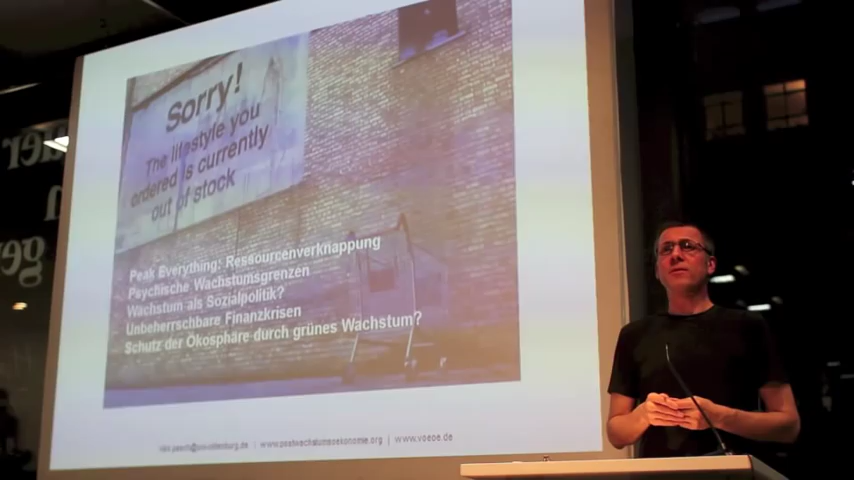 Sorry!
The lifestyle you
ordered is currently
out of stock
Peak Everything: Ressourcenverknappung
Psychische Wachstumsgrenzen
Wachstum als Sozialpolitik?
Unbeherrschbare Finanzkrisen
Schutz der Ökosphäre durch grünes Wachstum?
| www.postwachstumsoekonomie.org | www.voeoe.de